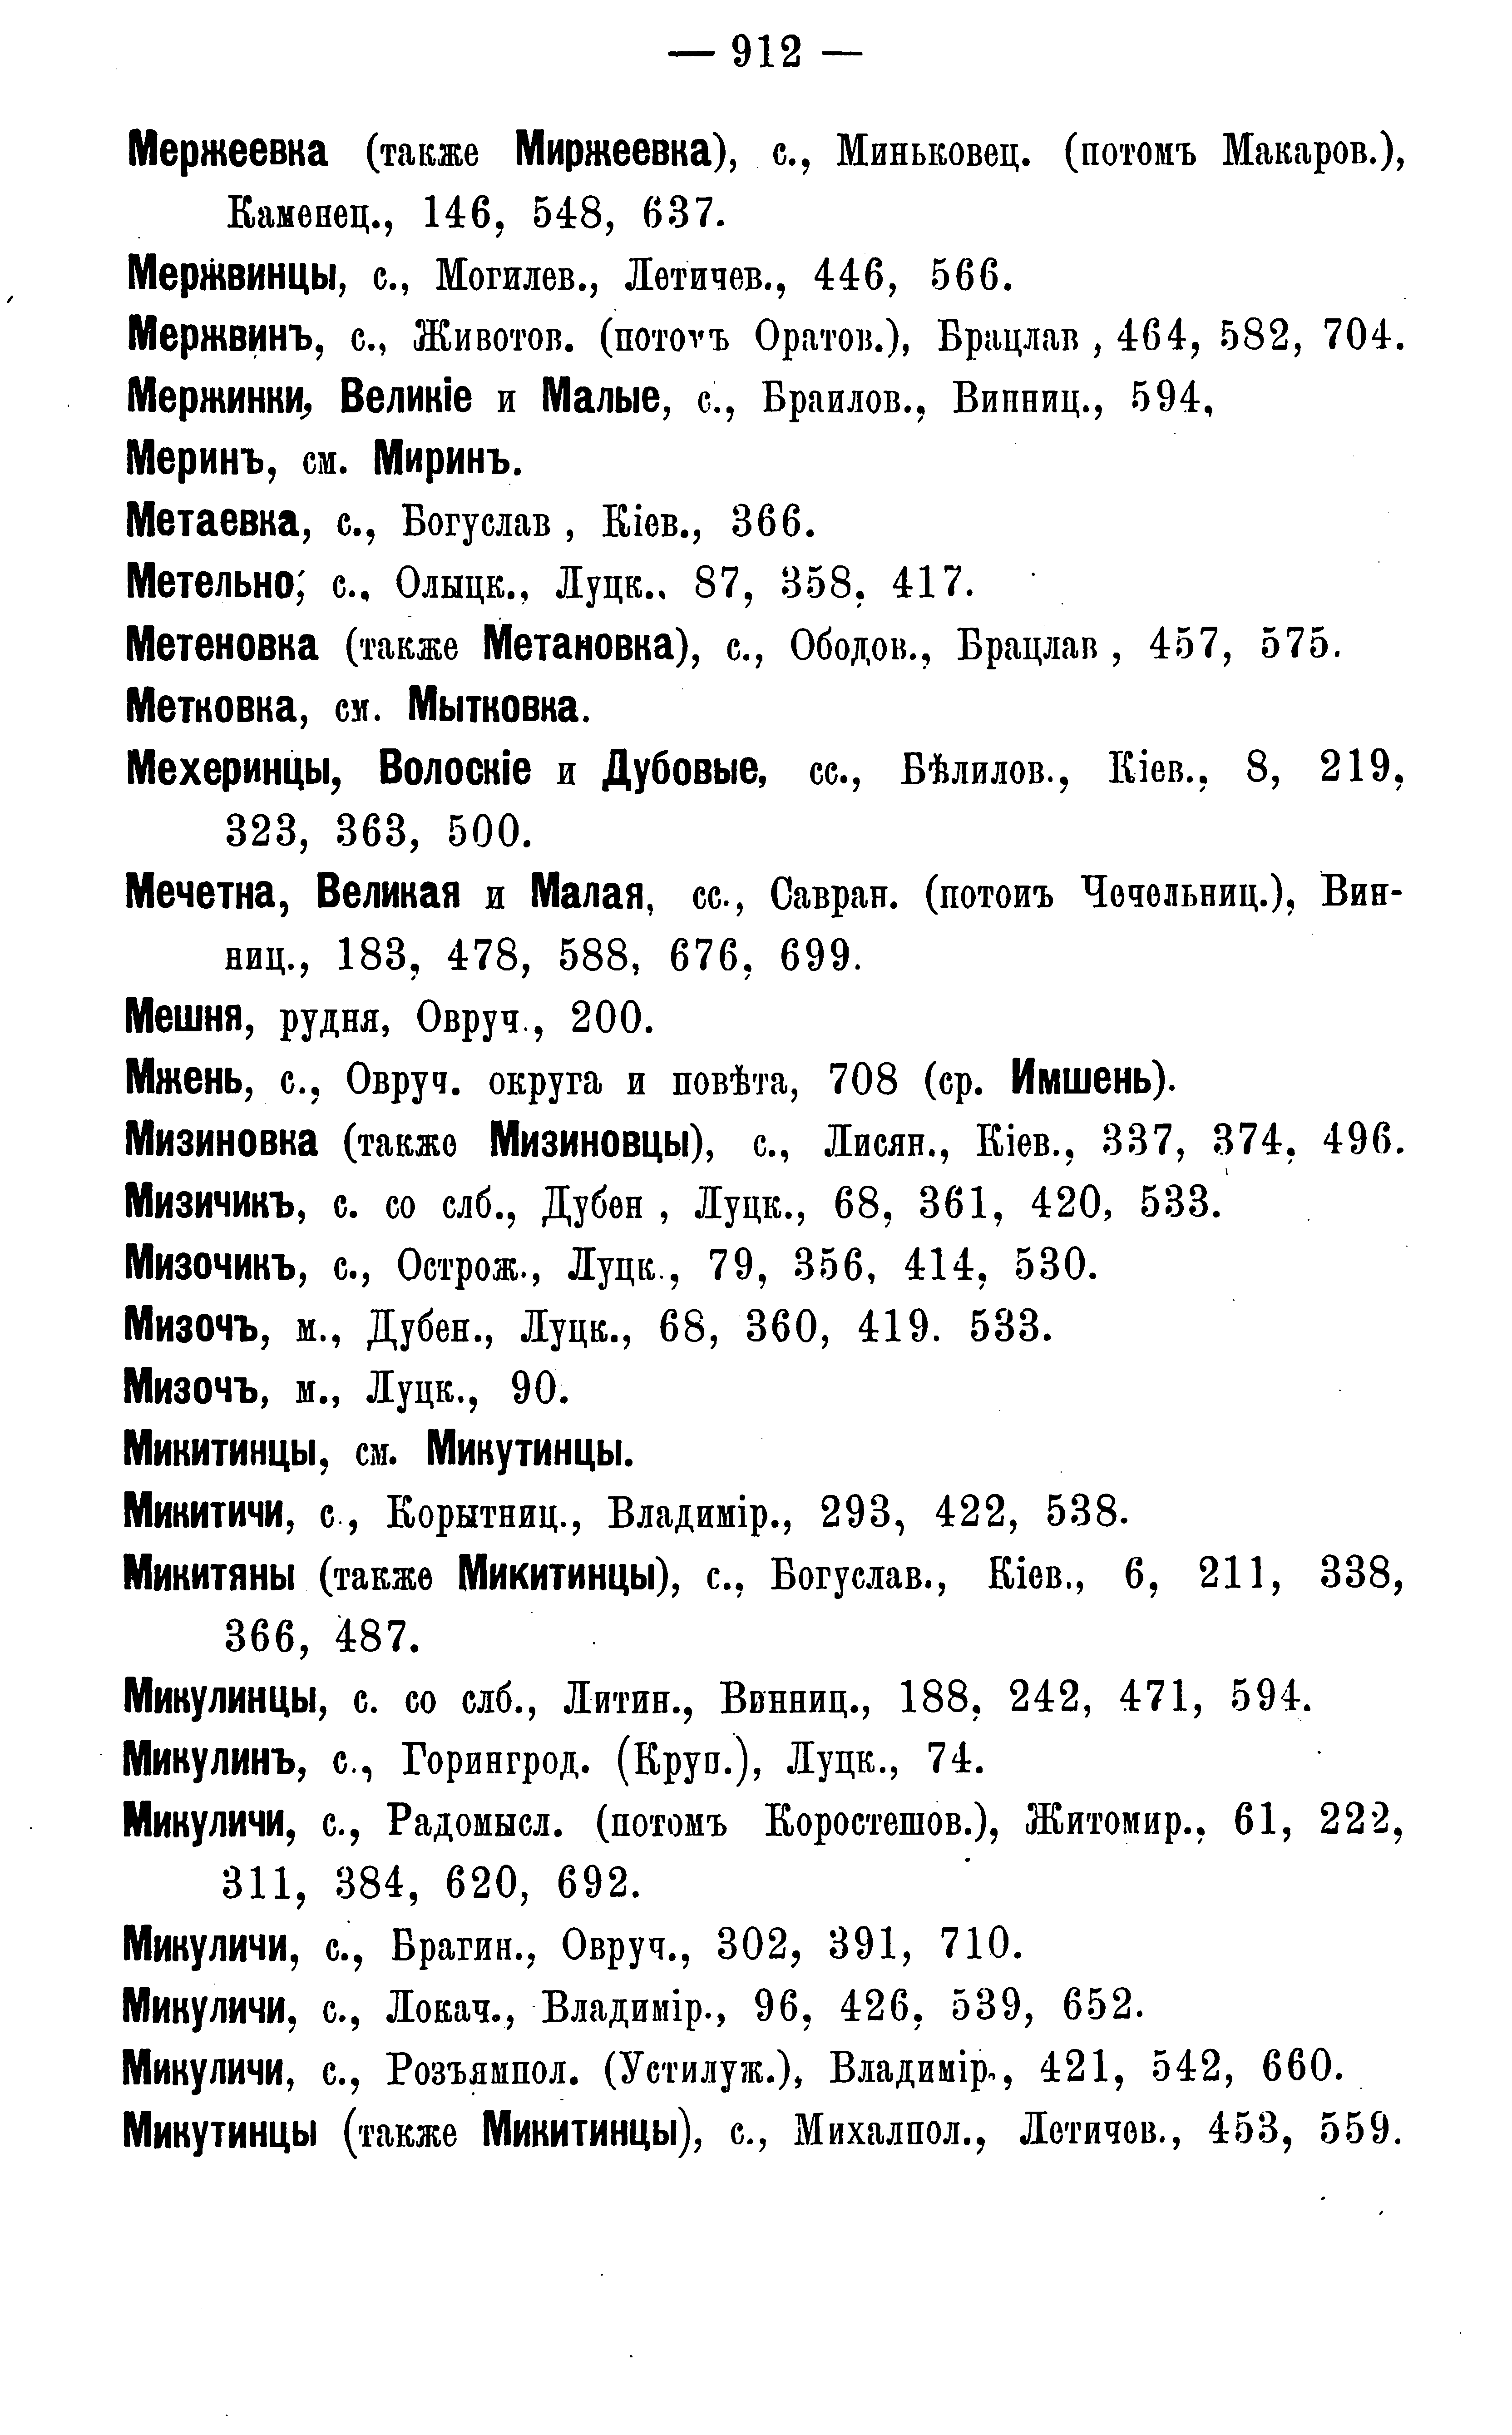 — 912 —
Мержеевка (также Миржеевка), с., Миньковец. (потомъ Макаров.),
Каменец., 146, 548, 637.
Мержвинцы, с., Могилев., Летичев., 446, 566.
Мержвинъ, с., Животов. (потомъ Оратов.), Брацлав , 464, 582, 704.
Мержинки, Великіе и Малые, с., Браилов., Винниц., 594.
Меринъ, см. Миринъ.
Метаевка, с., Богуслав , Кіев., 366.
Метельно, с., Олыцк., Луцк., 87, 358, 417.
Метеновка (также Метановка), с., Ободов., Брацлав , 457, 575.
Метковка, см. Мытковка.
Мехеринцы, Волоскіе и Дубовые, сс., Бѣлилов., Кіев., 8, 219,
323, 363, 500.
Мечетна, Великая и Малая, сс., Савран. (потомъ Чечельниц.), Вин-
ниц., 183, 478, 588, 676, 699.
Мешня, рудня, Овруч., 200.
Мжень, с., Овруч. округа и повѣта, 708 (ср. Имшень).
Мизиновка (также Мизиновцы), с., Лисян., Кіев., 337, 374, 496.
Мизичикъ, с. со слб., Дубен , Луцк., 68, 361, 420, 533.
Мизочикъ, с., Острож., Луцк., 79, 356, 414, 530.
Мизочъ, м., Дубен., Луцк., 68, 360, 419. 533.
Мизочъ, м., Луцк., 90.
Микитинцы, см. Микутинцы.
Микитичи, с., Корытниц., Владимір., 293, 422, 538.
Микитяны (также Микитинцы), с., Богуслав., Кіев., 6, 211, 338,
366, 487.
Микулинцы, с. со слб., Литин., Винниц., 188, 242, 471, 594.
Микулинъ, с., Горингрод. (Круп.), Луцк., 74.
Микуличи, с., Радомысл. (потомъ Коростешов.), Житомир., 61, 222,
311, 384, 620, 692.
Микуличи, с., Брагин., Овруч., 302, 391, 710.
Микуличи, с., Локач., Владимір., 96, 426, 539, 652.
Микуличи, с., Розъямпол. (Устилуж.), Владимір., 421, 542, 660.
Микутинцы (также Микитинцы), с., Михалпол., Летичев., 453, 559.